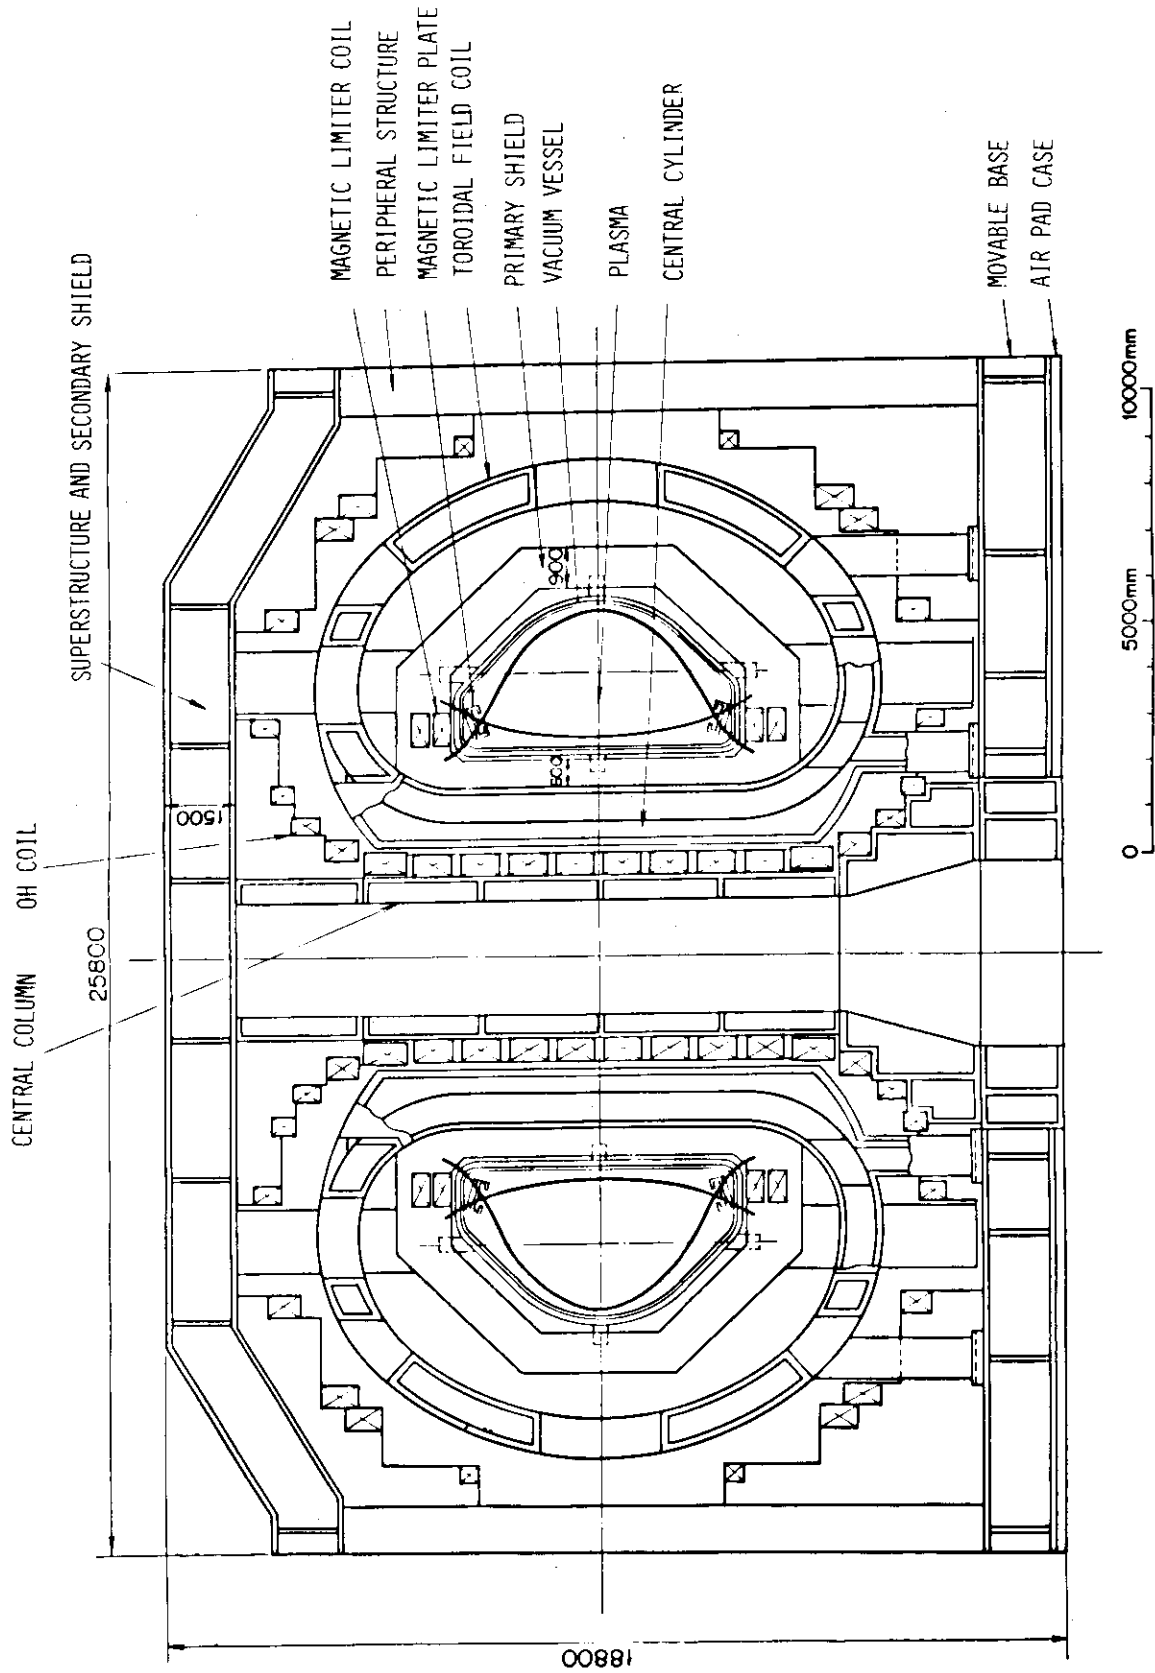 CENTRAL COLUMN
OH COIL
SUPERSTRUCTURE AND SECONDARY SHIELD
25800
1500
MAGNETIC LIMITER COIL
PERIPHERAL STRUCTURE
MAGNETIC LIMITER PLATE
TOROIDAL FIELD COIL
PRIMARY SHIELD
VACUUM VESSEL
PLASMA
CENTRAL CYLINDER
900
600
MOVABLE BASE
AIR PAD CASE
18800
0 5000mm 10000mm